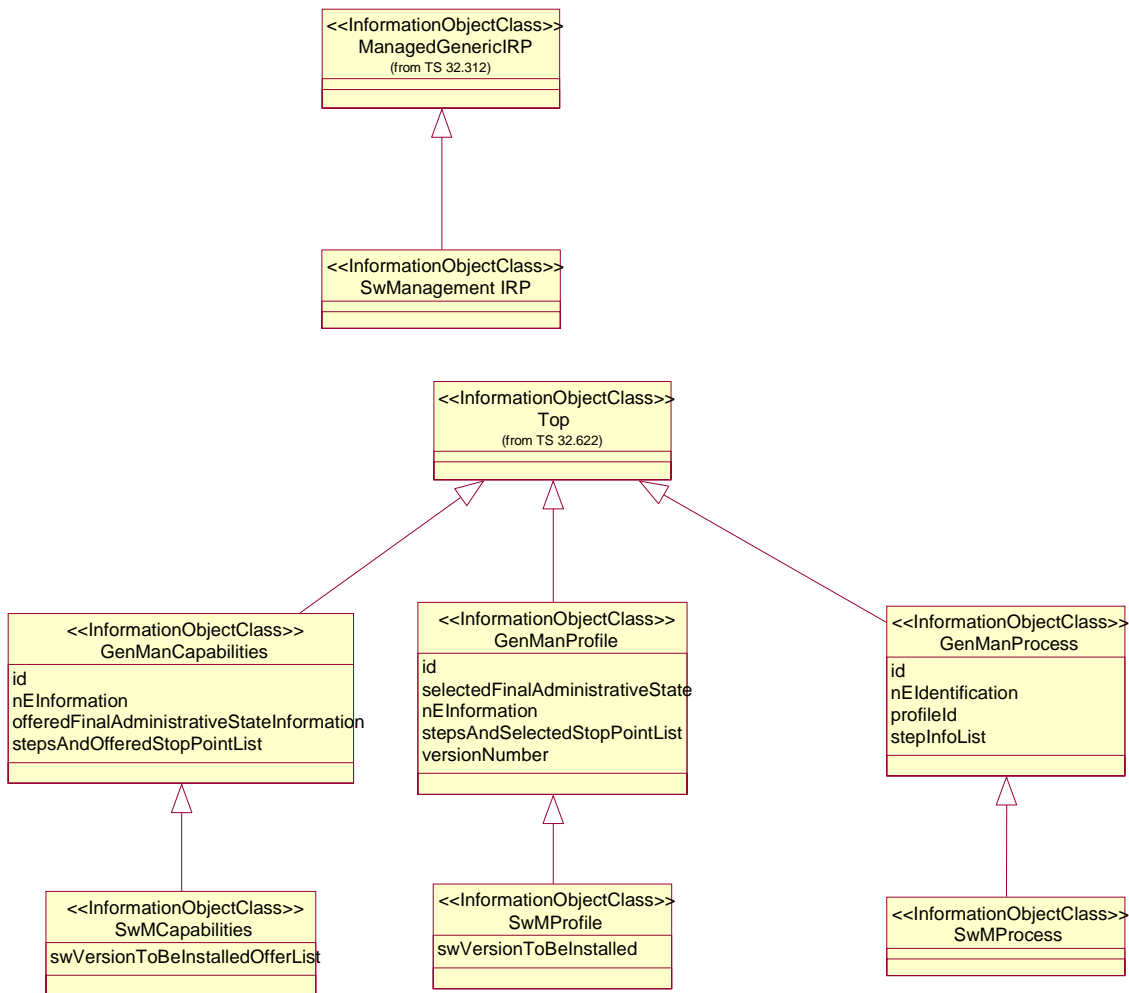 <<InformationObjectClass>>
ManagedGenericIRP
(from TS 32.312)
<<InformationObjectClass>>
SwManagement IRP
<<InformationObjectClass>>
Top
(from TS 32.622)
<<InformationObjectClass>>
GenManCapabilities
id
nEInformation
offeredFinalAdministrativeStateInformation
stepsAndOfferedStopPointList
<<InformationObjectClass>>
GenManProfile
id
selectedFinalAdministrativeState
nEInformation
stepsAndSelectedStopPointList
versionNumber
<<InformationObjectClass>>
GenManProcess
id
nEIdentification
profileId
stepInfoList
<<InformationObjectClass>>
SwMCapabilities
swVersionToBeInstalledOfferList
<<InformationObjectClass>>
SwMProfile
swVersionToBeInstalled
<<InformationObjectClass>>
SwMProcess